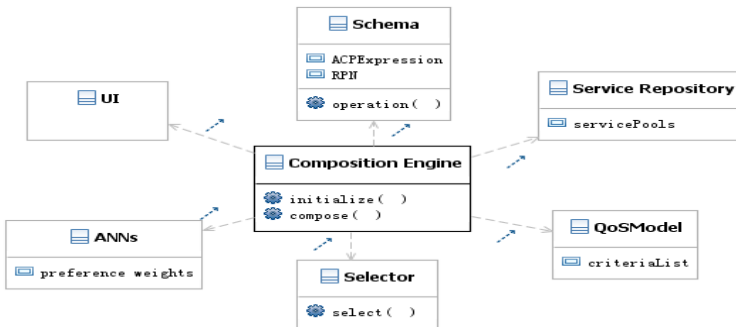 Schema
ACPExpression
RPN
operation( )
UI
Service Repository
servicePools
Composition Engine
initialize( )
compose( )
ANNs
preference weights
QoSModel
criteriaList
Selector
select( )